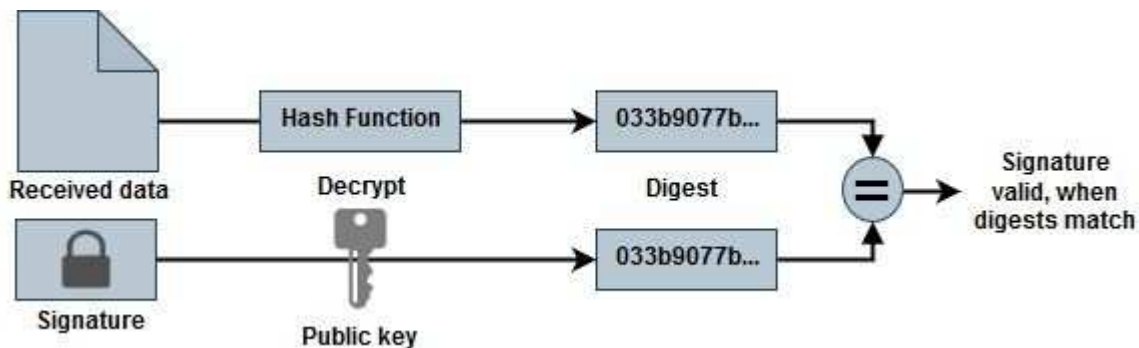 Hash Function
033b9077b...
Received data
Decrypt
Digest
=
Signature
valid, when
digests match
033b9077b...
Signature
Public key